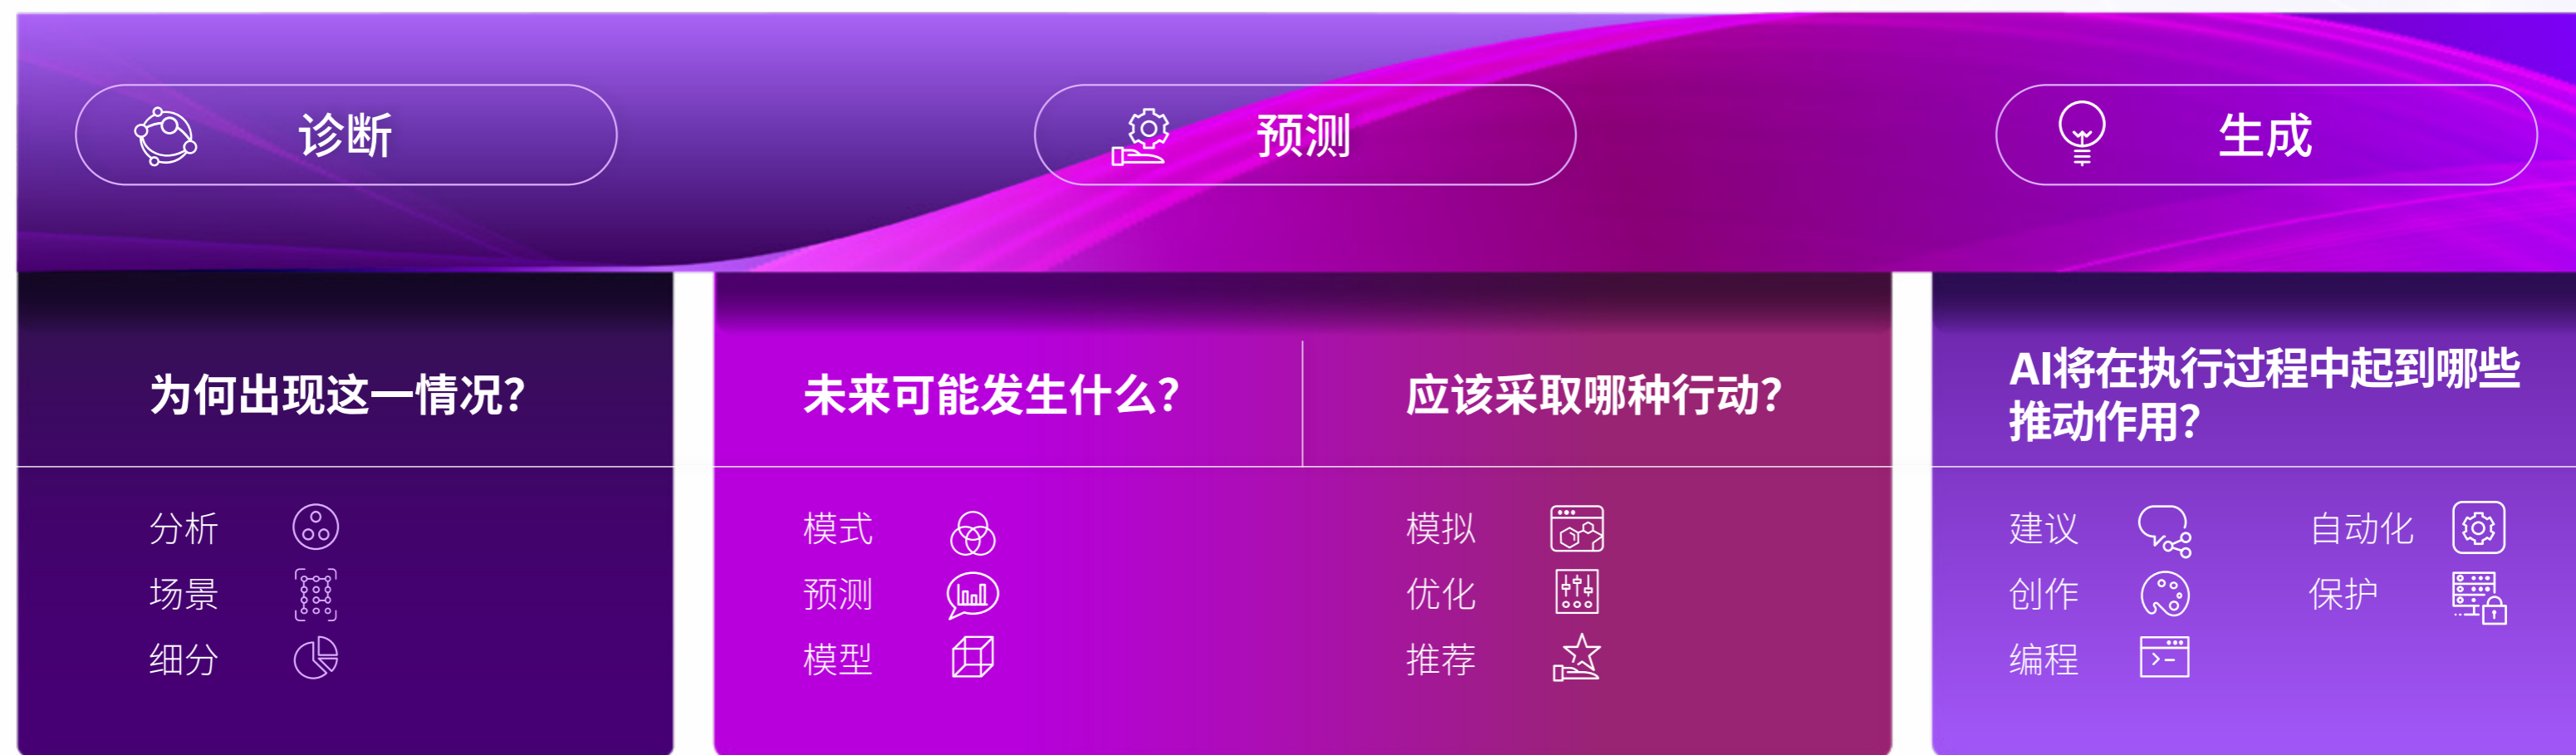 诊断
预测
生成
为何出现这一情况?
未来可能发生什么?
应该采取哪种行动?
AI将在执行过程中起到哪些
推动作用?
分析
场景
细分
模式
预测
模型
模拟
优化
推荐
建议
创作
编程
自动化
保护